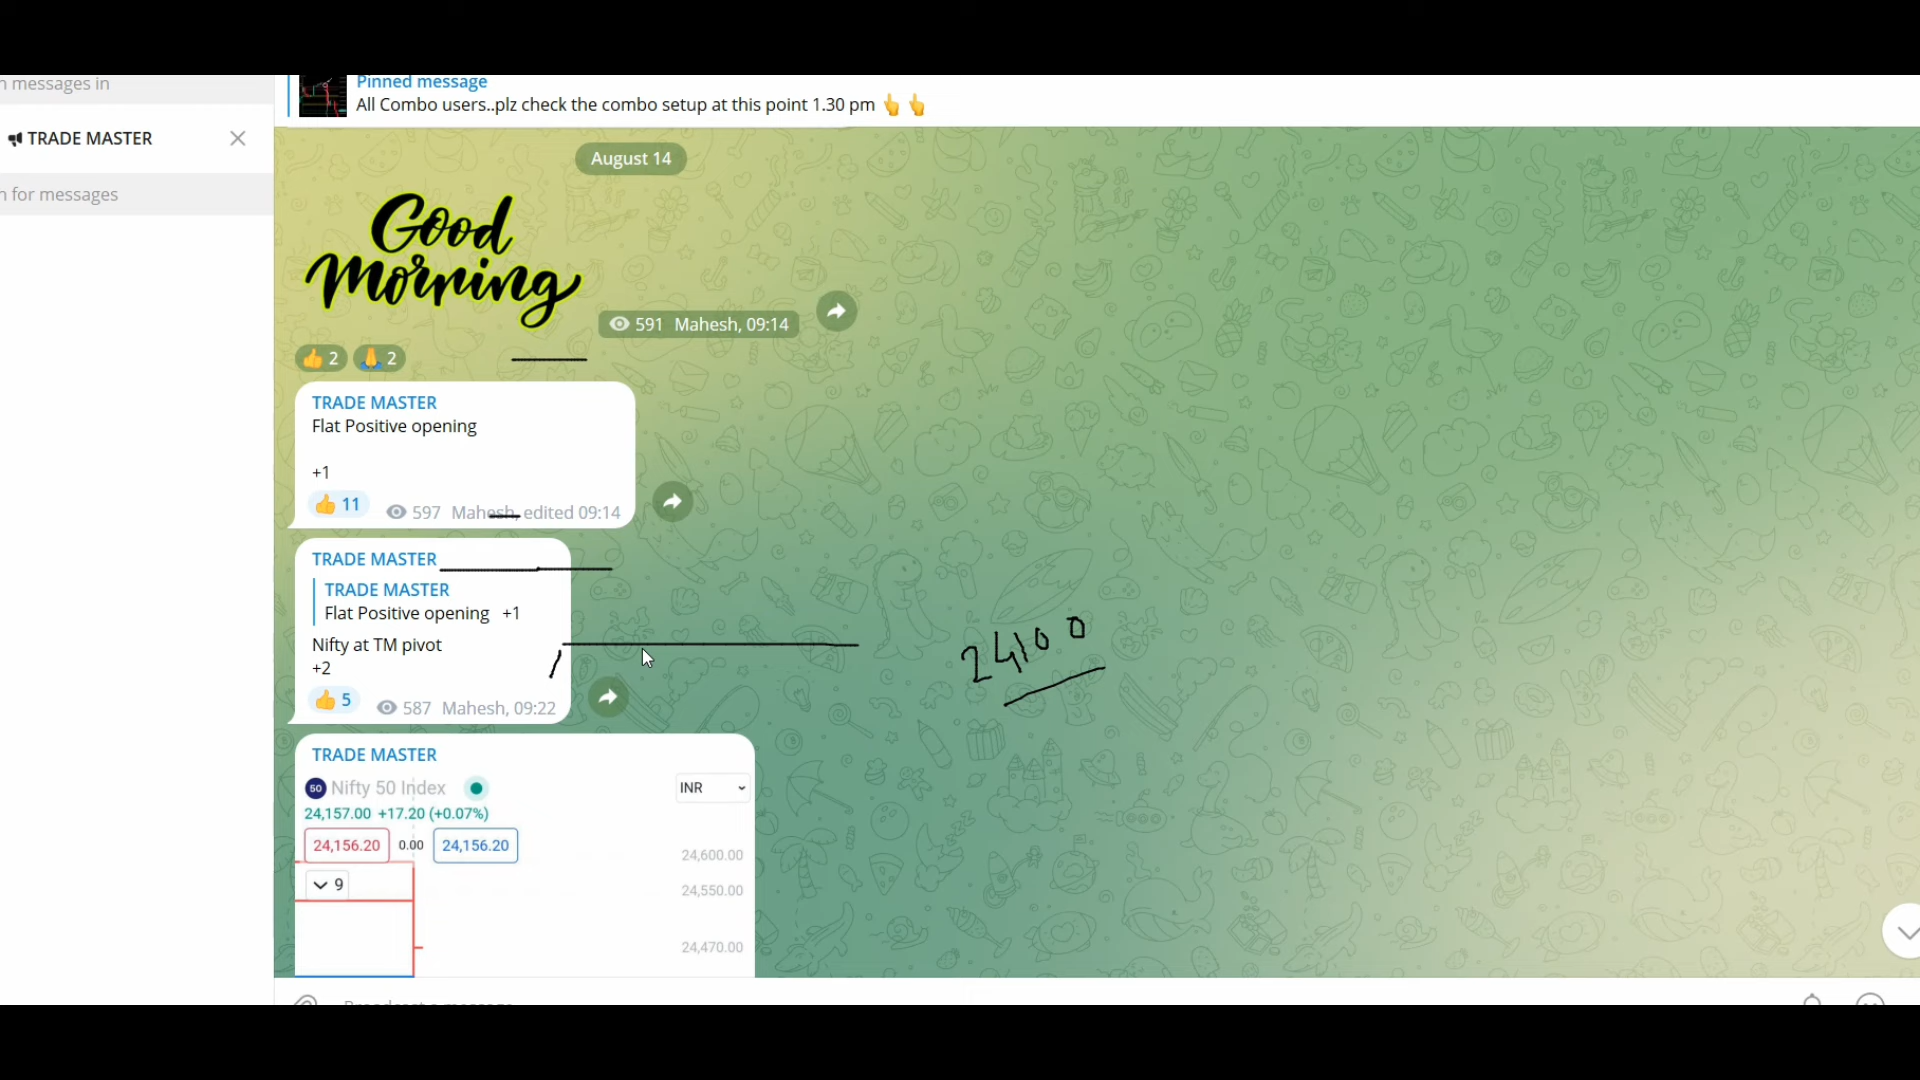 n messages in
Pinned message
All Combo users..plz check the combo setup at this point 1.30 pm 👆👆
TRADE MASTER
n for messages
August 14
Good
Morning
591 Mahesh, 09:14
👍 2 🙏 2
TRADE MASTER
Flat Positive opening
+1
👍 11 597 Mahesh, edited 09:14
TRADE MASTER
TRADE MASTER
Flat Positive opening +1
Nifty at TM pivot
+2
👍 5 587 Mahesh, 09:22
24100
TRADE MASTER
50 Nifty 50 Index INR
24,157.00 +17.20 (+0.07%)
24,156.20 0.00 24,156.20
24,600.00
9
24,550.00
24,470.00